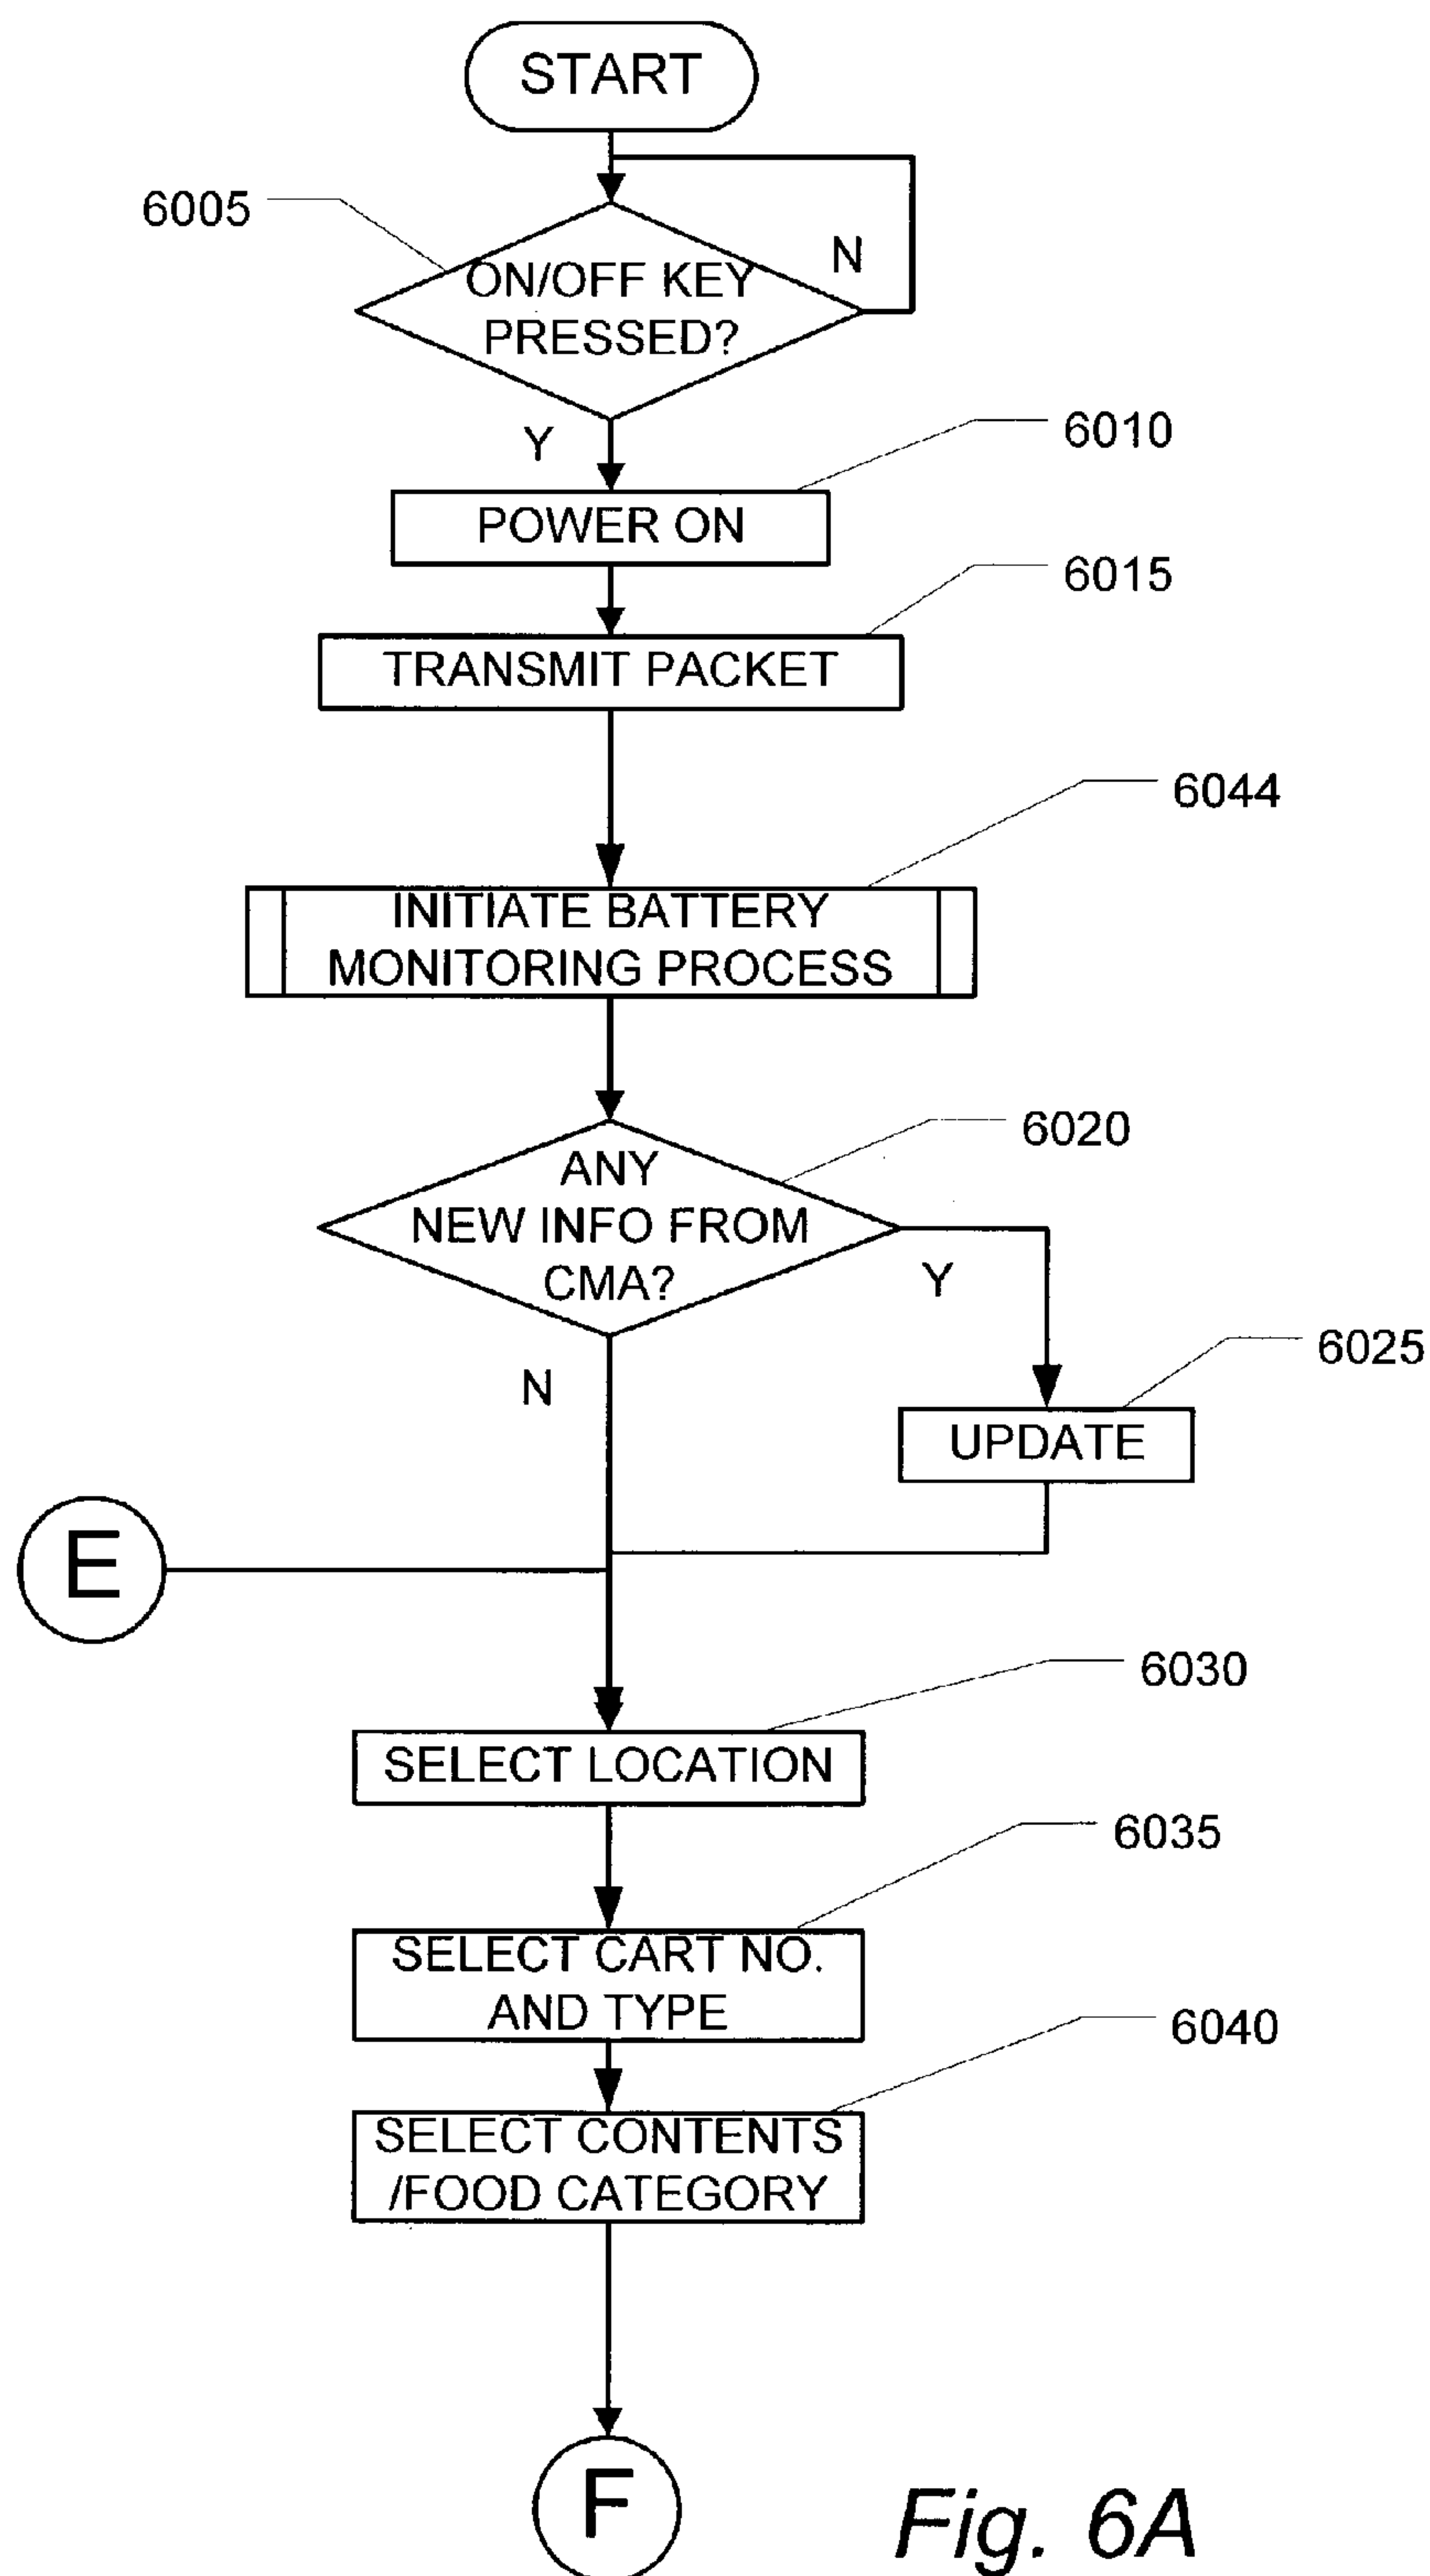 START
6005
N
ON/OFF KEY
PRESSED?
Y
6010
POWER ON
6015
TRANSMIT PACKET
6044
INITIATE BATTERY
MONITORING PROCESS
6020
ANY
NEW INFO FROM
CMA?
Y
N
6025
UPDATE
E
6030
SELECT LOCATION
6035
SELECT CART NO.
AND TYPE
6040
SELECT CONTENTS
/FOOD CATEGORY
F
Fig. 6A